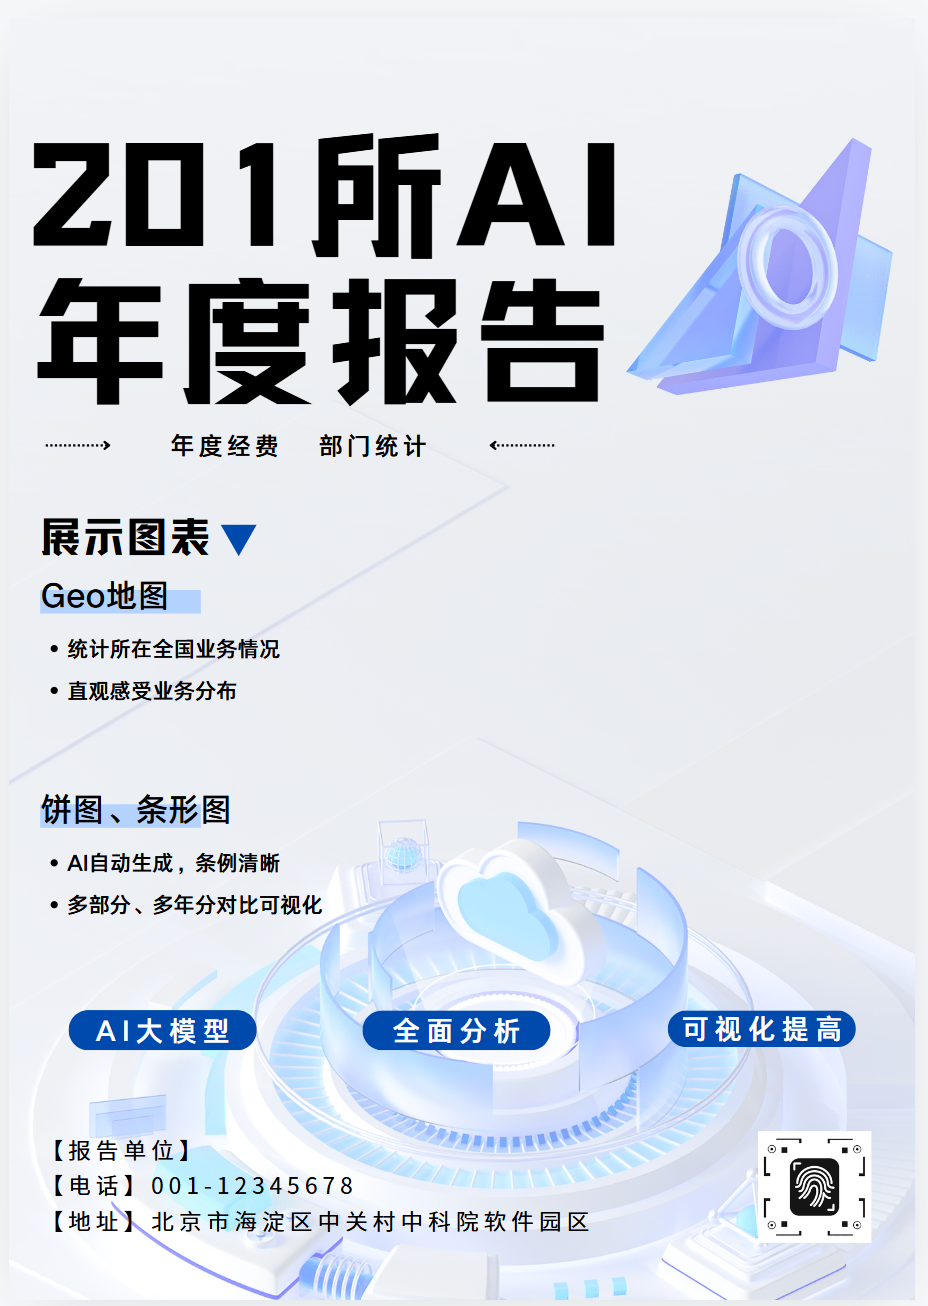 201所AI
年度报告
年度经费 部门统计
展示图表
Geo地图
• 统计所在全国业务情况
• 直观感受业务分布
饼图、条形图
• AI自动生成，条例清晰
• 多部分、多年分对比可视化
AI大模型 全面分析 可视化提高
【报告单位】
【电话】001-12345678
【地址】北京市海淀区中关村中科院软件园区